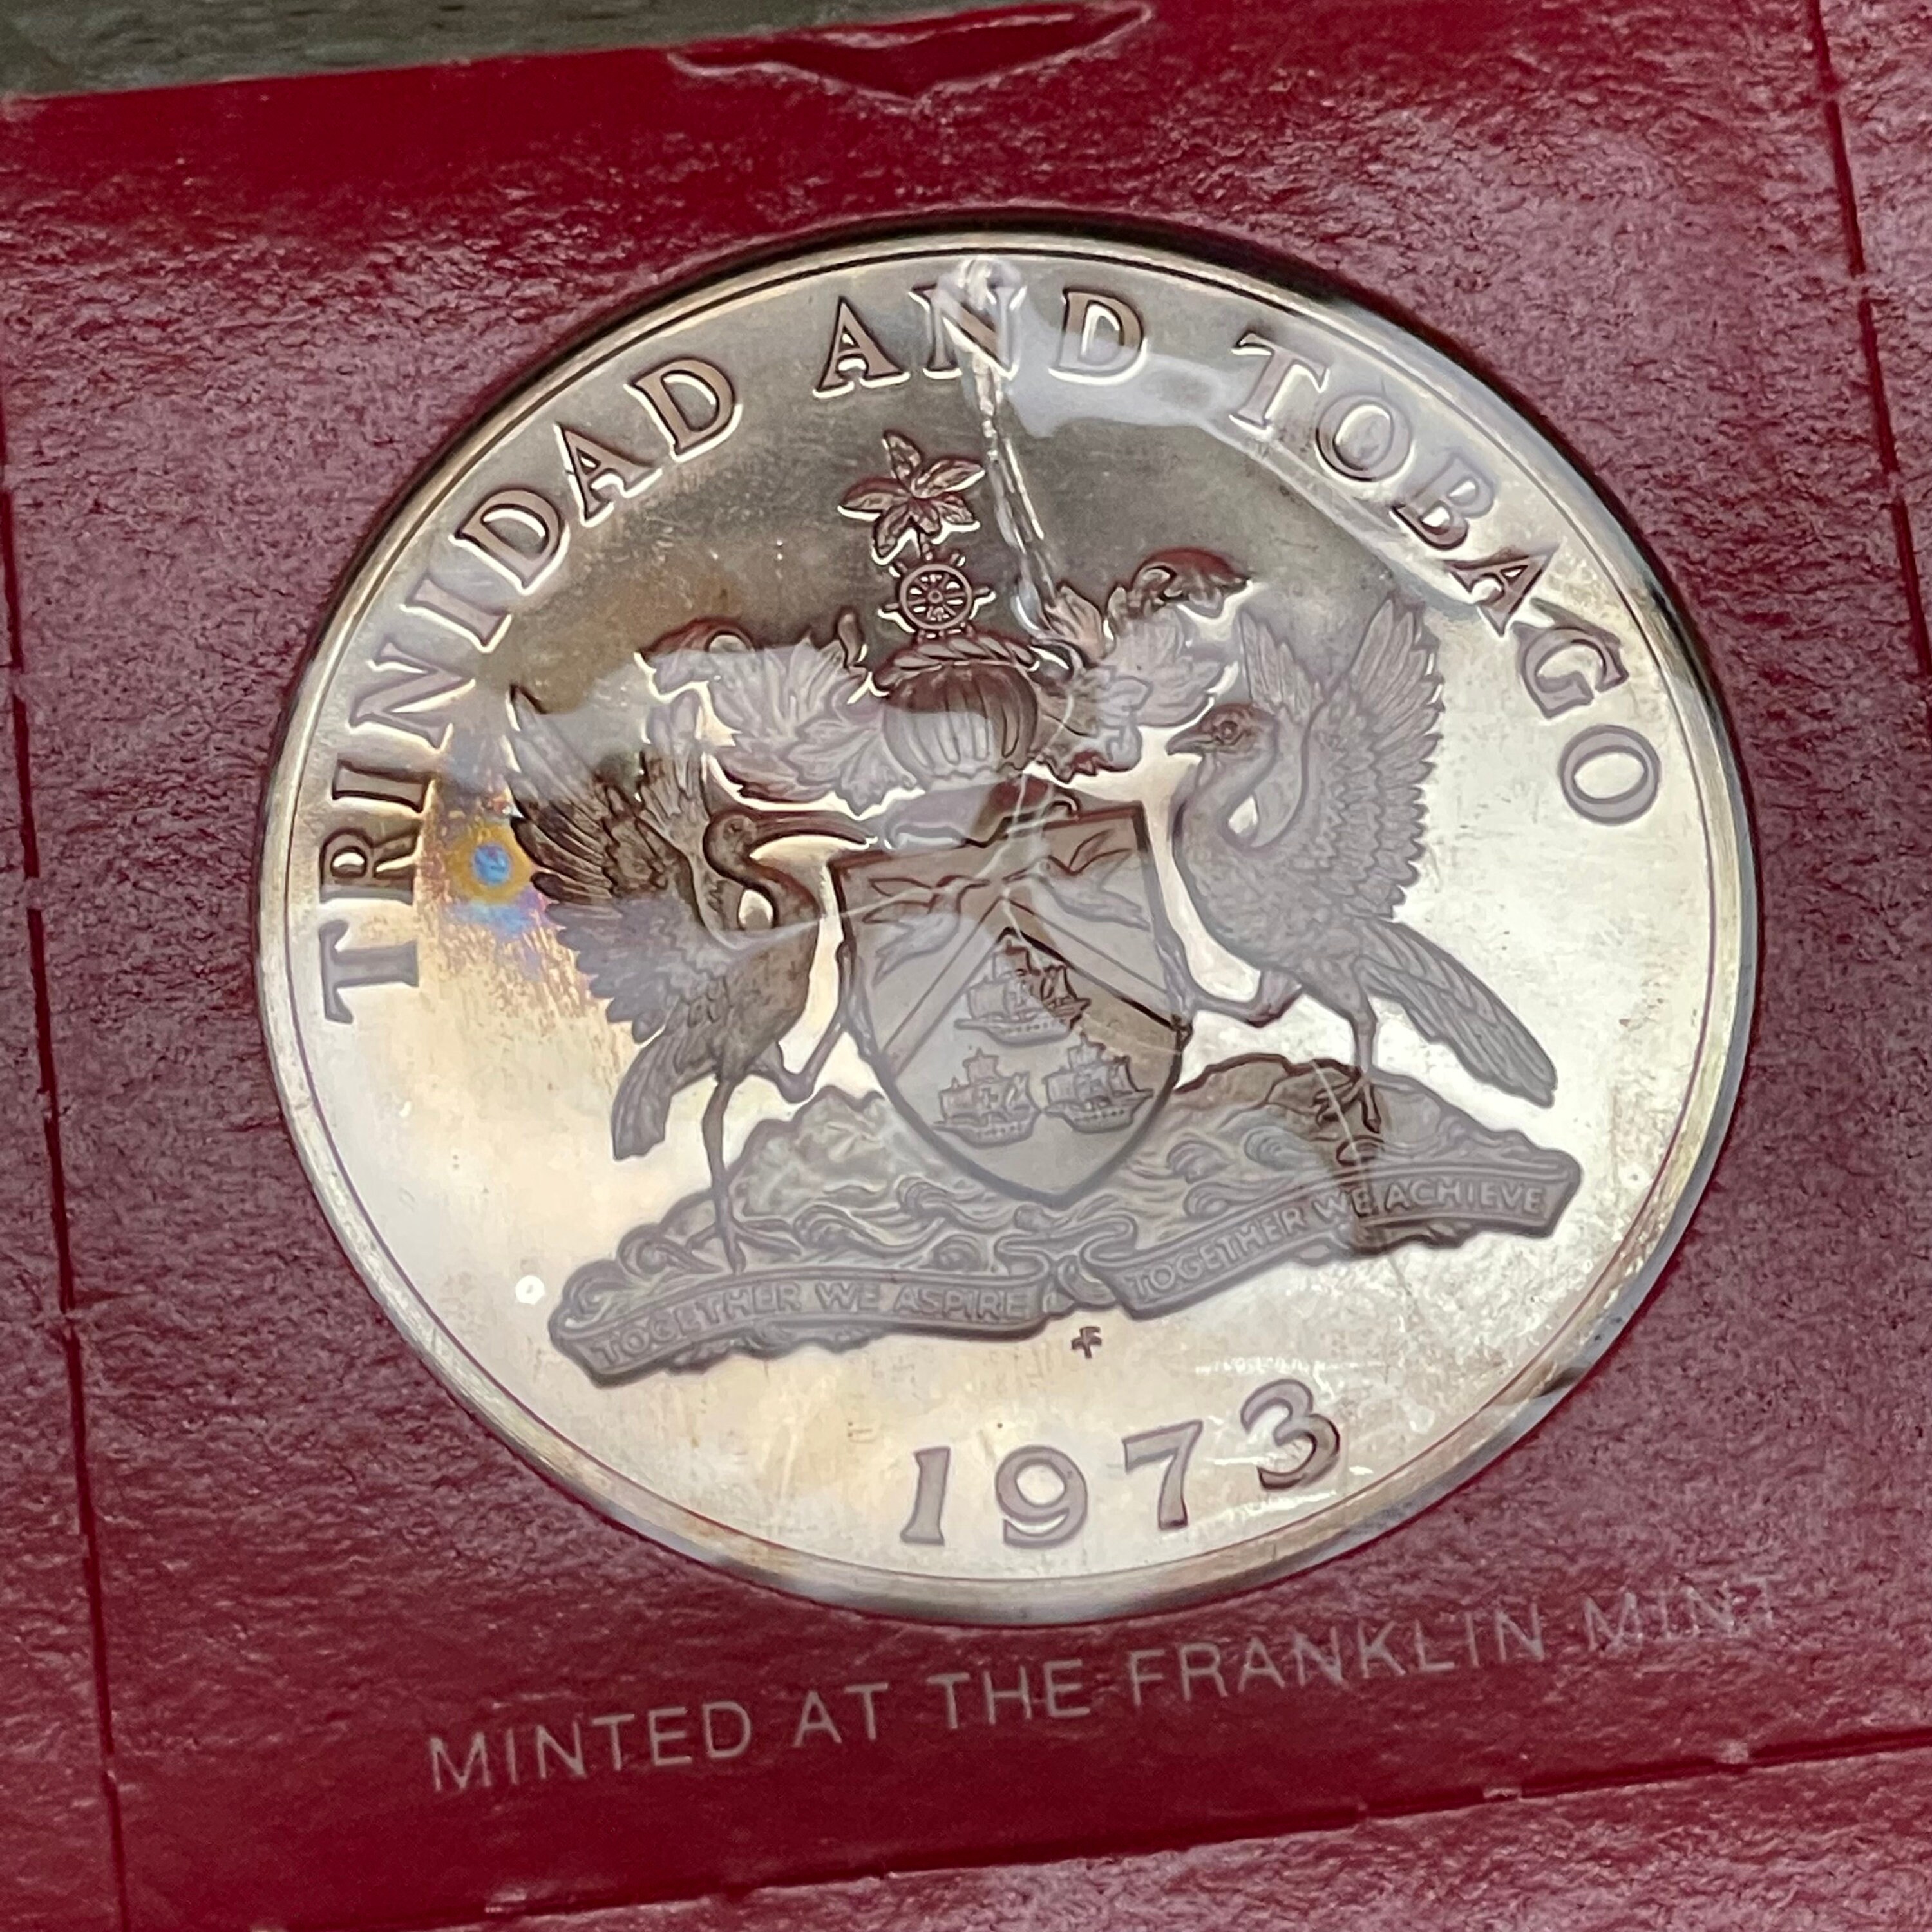 TRINIDAD AND TOBAGO
TOGETHER WE ASPIRE
TOGETHER WE ACHIEVE
1973
MINTED AT THE FRANKLIN MINT